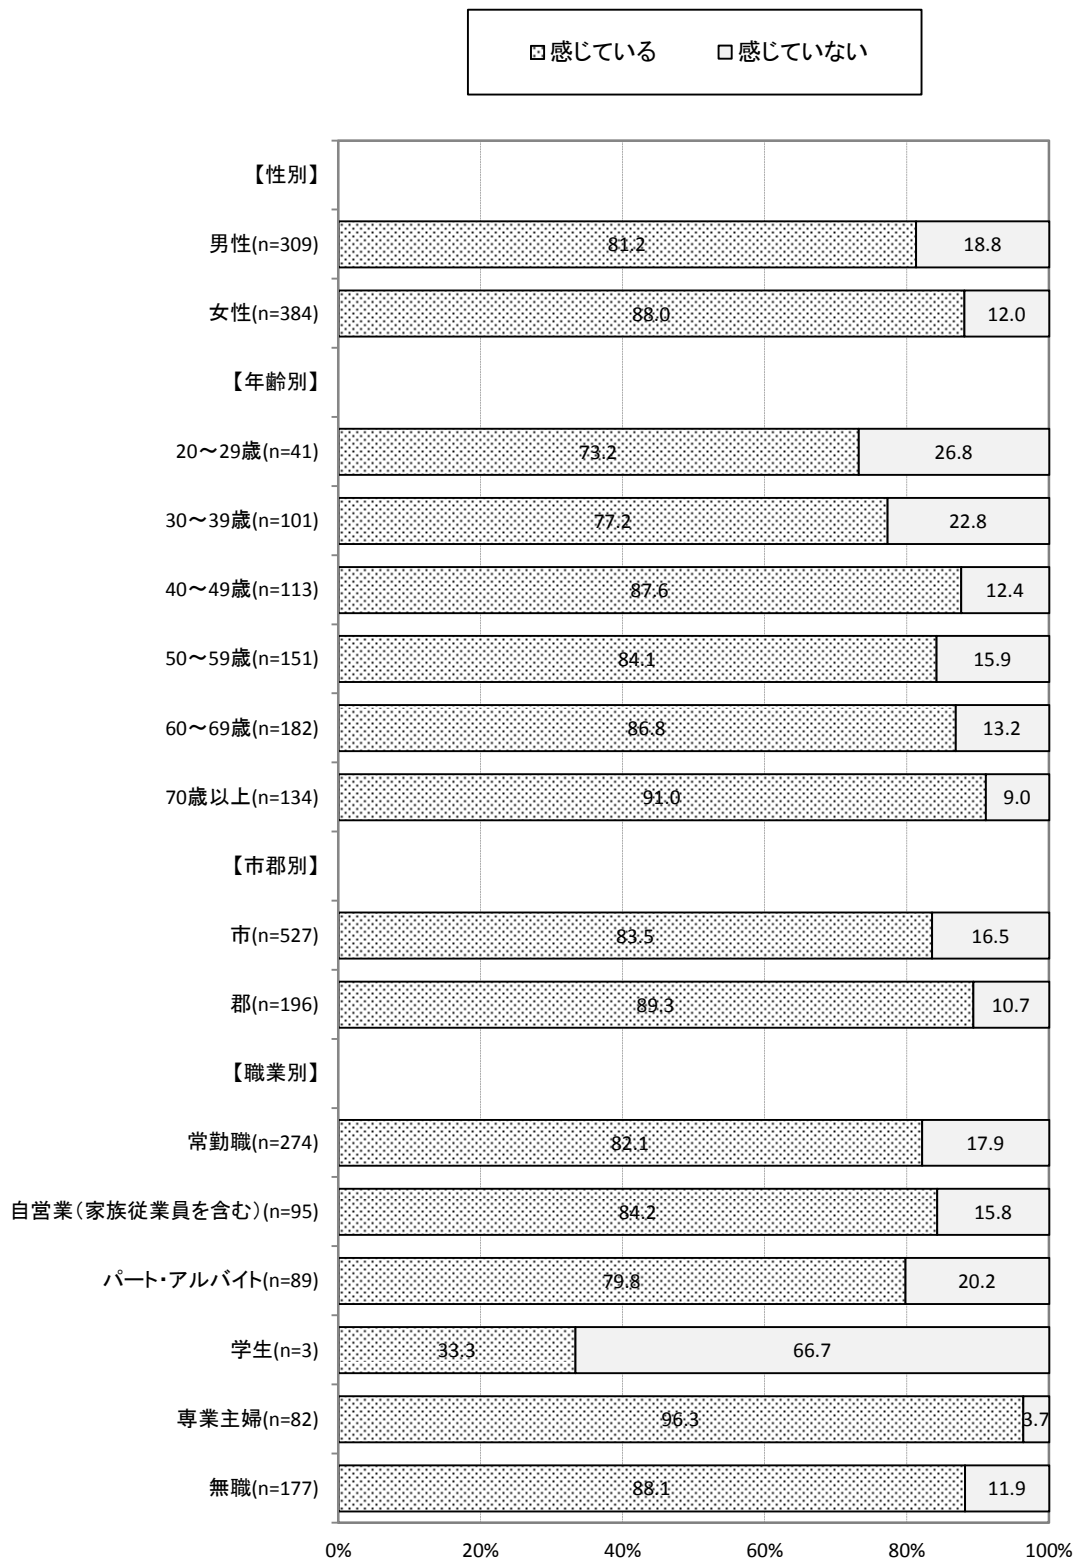 感じている 感じていない
【性別】
男性(n=309) 81.2 18.8
女性(n=384) 88.0 12.0
【年齢別】
20～29歳(n=41) 73.2 26.8
30～39歳(n=101) 77.2 22.8
40～49歳(n=113) 87.6 12.4
50～59歳(n=151) 84.1 15.9
60～69歳(n=182) 86.8 13.2
70歳以上(n=134) 91.0 9.0
【市郡別】
市(n=527) 83.5 16.5
郡(n=196) 89.3 10.7
【職業別】
常勤職(n=274) 82.1 17.9
自営業（家族従業員を含む）(n=95) 84.2 15.8
パート・アルバイト(n=89) 79.8 20.2
学生(n=3) 33.3 66.7
専業主婦(n=82) 96.3 3.7
無職(n=177) 88.1 11.9
0% 20% 40% 60% 80% 100%